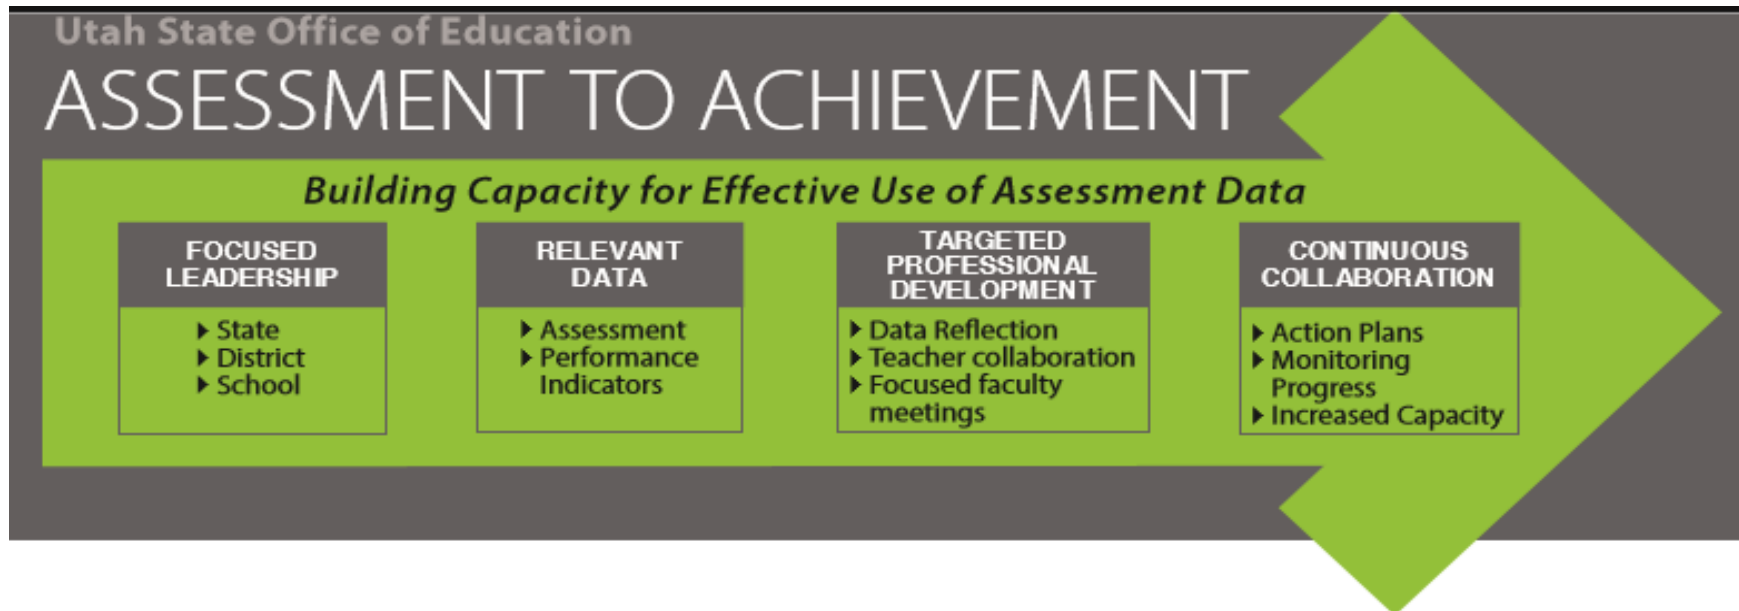 Utah State Office of Education
ASSESSMENT TO ACHIEVEMENT
Building Capacity for Effective Use of Assessment Data
FOCUSED
LEADERSHIP
State
District
School
RELEVANT
DATA
Assessment
Performance
Indicators
TARGETED
PROFESSIONAL
DEVELOPMENT
Data Reflection
Teacher collaboration
Focused faculty
meetings
CONTINUOUS
COLLABORATION
Action Plans
Monitoring
Progress
Increased Capacity